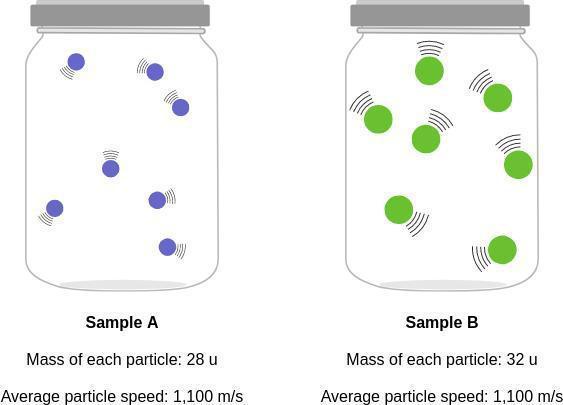 Sample A
Mass of each particle: 28 u
Average particle speed: 1,100 m/s
Sample B
Mass of each particle: 32 u
Average particle speed: 1,100 m/s